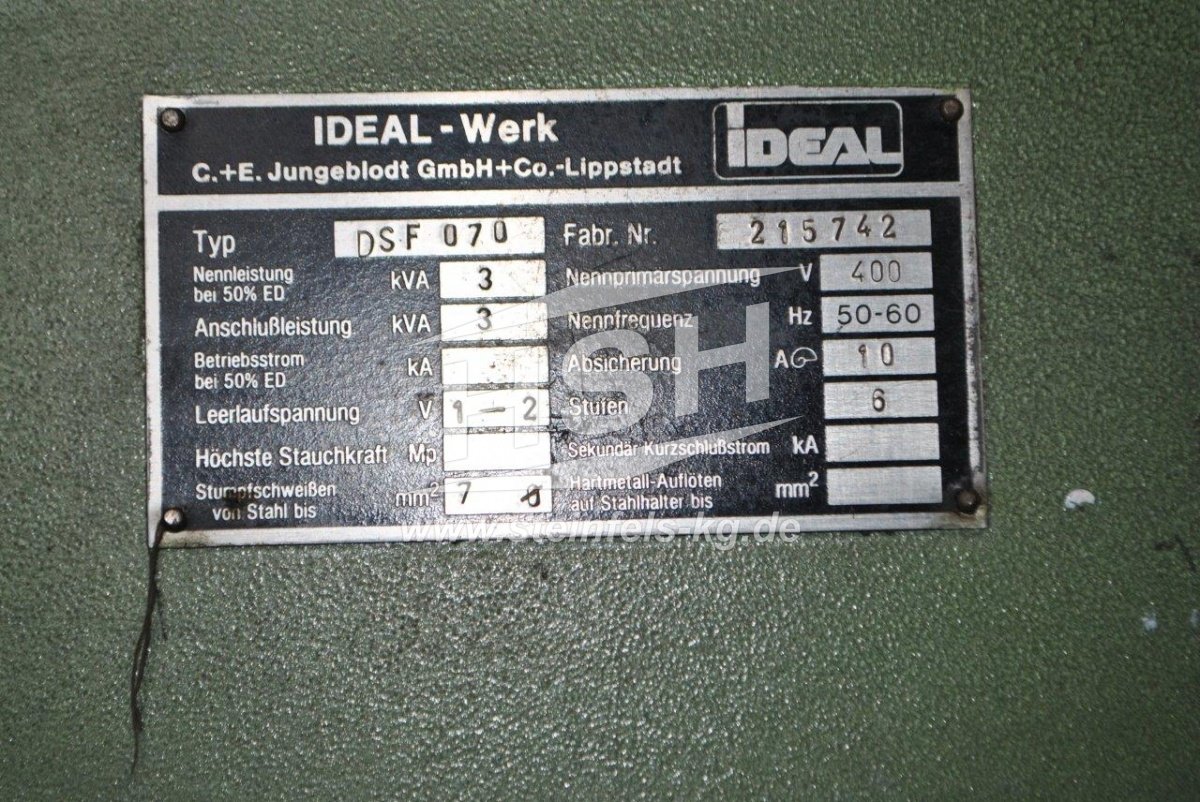 IDEAL - Werk
C.+E. Jungeblodt GmbH+Co.-Lippstadt
iDEAL
Typ DSF 070 Fabr. Nr. 215742
Nennleistung bei 50% ED kVA 3 Nennprimärspannung V 400
Anschlußleistung kVA 3 Nennfrequenz Hz 50-60
Betriebsstrom bei 50% ED kA Absicherung A 10
Leerlaufspannung V 1-2 Stufen 6
Höchste Stauchkraft Mp Sekundär Kurzschlußstrom kA
Stumpfschweißen von Stahl bis mm² 7 Hartmetall-Auflöten auf Stahlhalter bis mm²
HSH
www.steinfels-kg.de